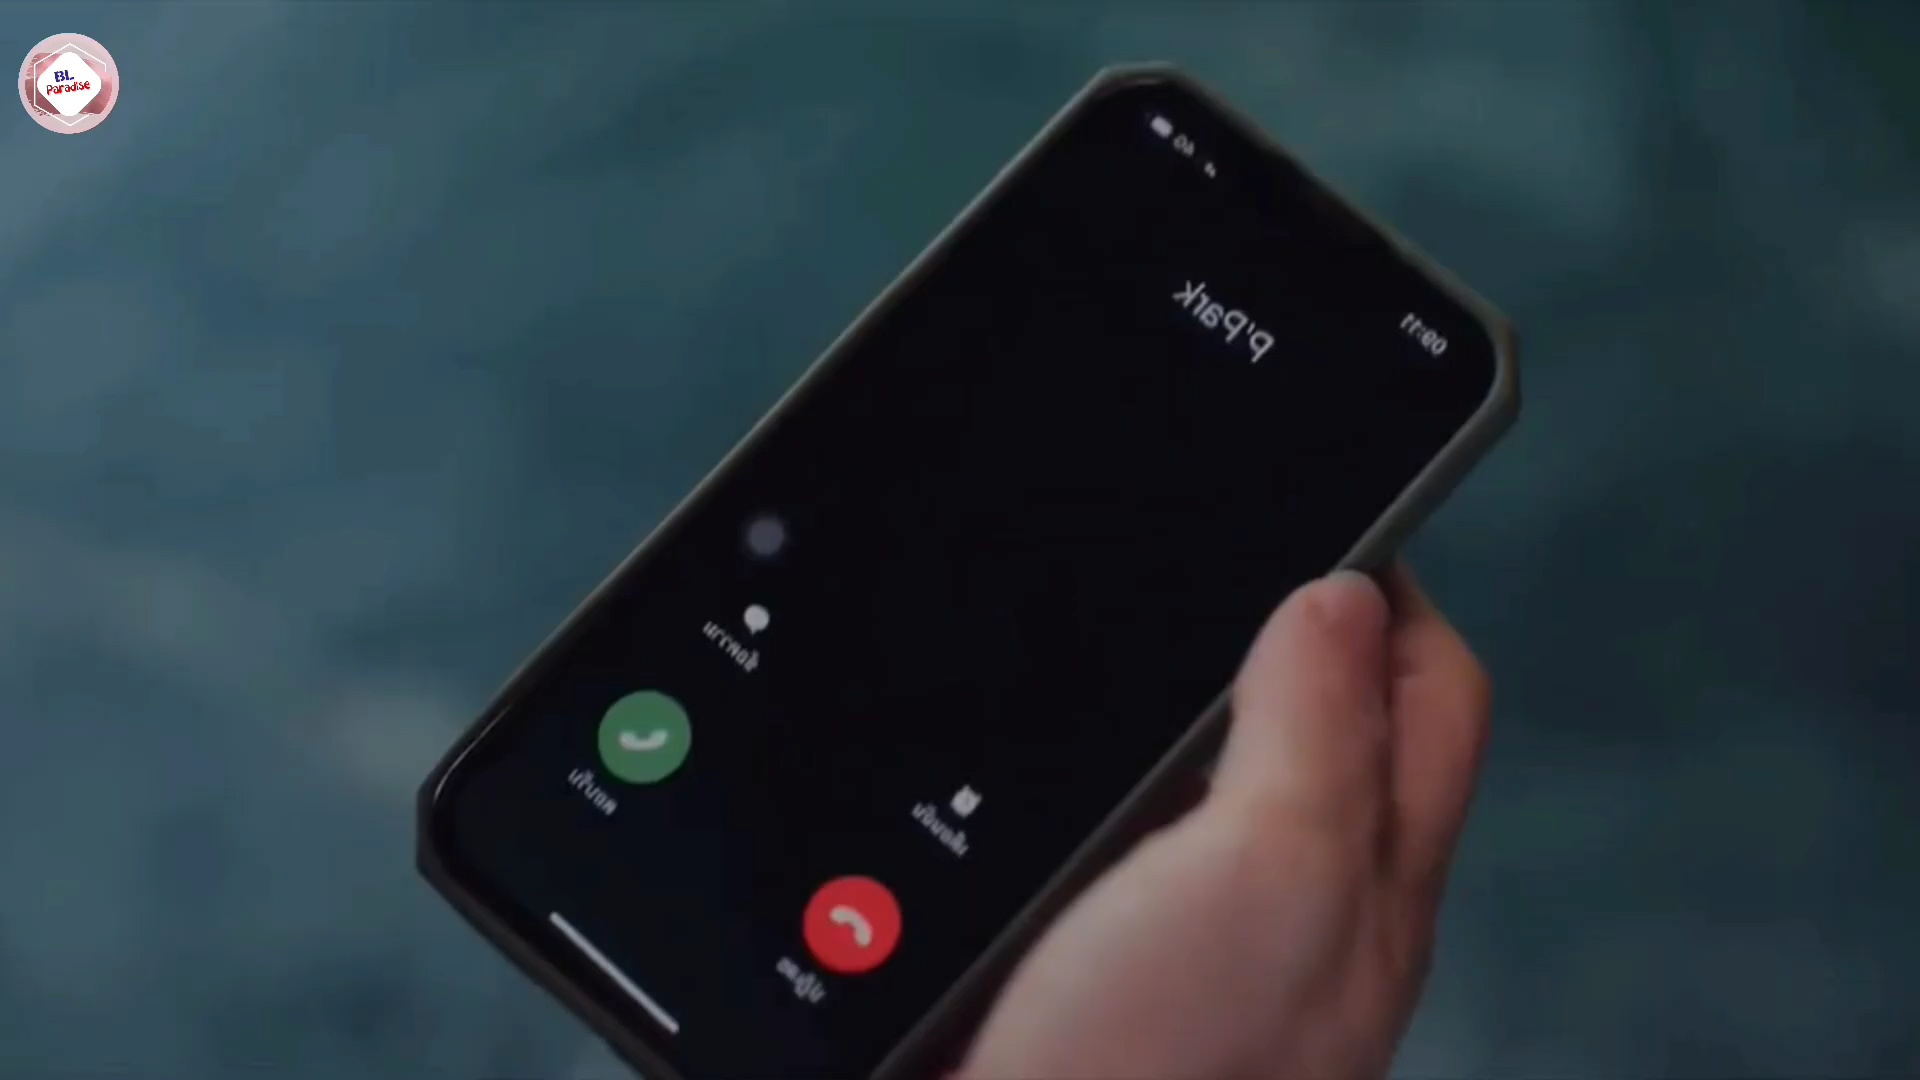 BL
Paradise
09:11
P'Park
ข้อความ
เตือนฉัน
ตอบรับ
ปฏิเสธ